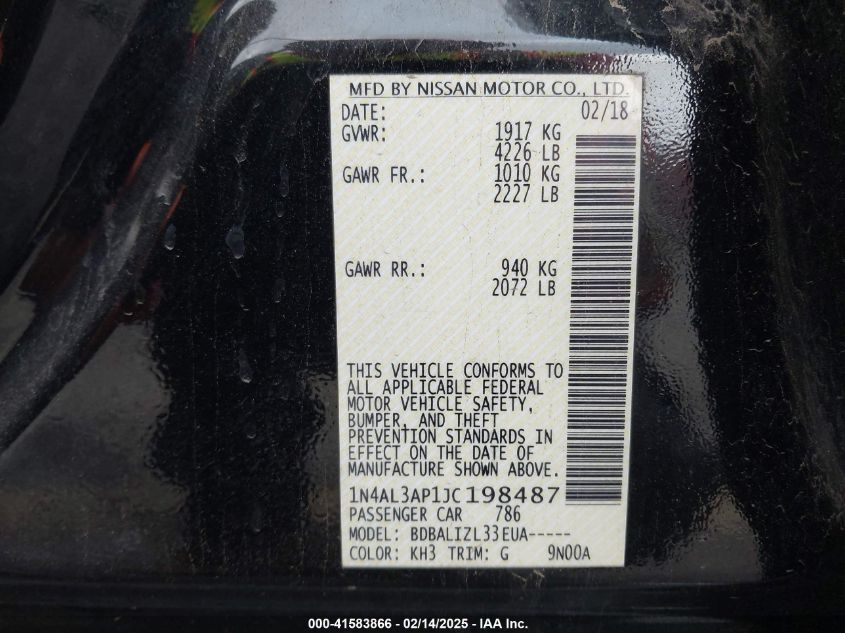 MFD BY NISSAN MOTOR CO., LTD.
DATE: 02/18
GVWR: 1917 KG
4226 LB
GAWR FR.: 1010 KG
2227 LB
GAWR RR.: 940 KG
2072 LB
THIS VEHICLE CONFORMS TO
ALL APPLICABLE FEDERAL
MOTOR VEHICLE SAFETY,
BUMPER, AND THEFT
PREVENTION STANDARDS IN
EFFECT ON THE DATE OF
MANUFACTURE SHOWN ABOVE.
1N4AL3AP1JC198487
PASSENGER CAR 786
MODEL: BDBALIZL33EUA-----
COLOR: KH3 TRIM: G 9N00A
000-41583866 — 02/14/2025 — IAA Inc.